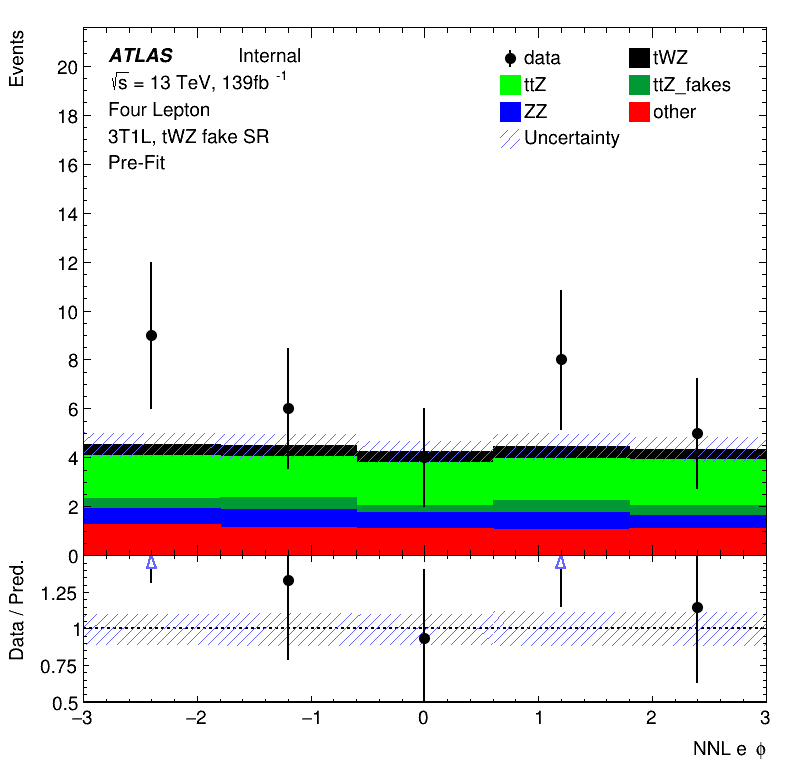 Events
ATLAS Internal
√s = 13 TeV, 139fb -1
Four Lepton
3T1L, tWZ fake SR
Pre-Fit
data tWZ
ttZ ttZ_fakes
ZZ other
Uncertainty
20
18
16
14
12
10
8
6
4
2
0
Data / Pred.
1.25
1
0.75
0.5
−3 −2 −1 0 1 2 3
NNL e ϕ